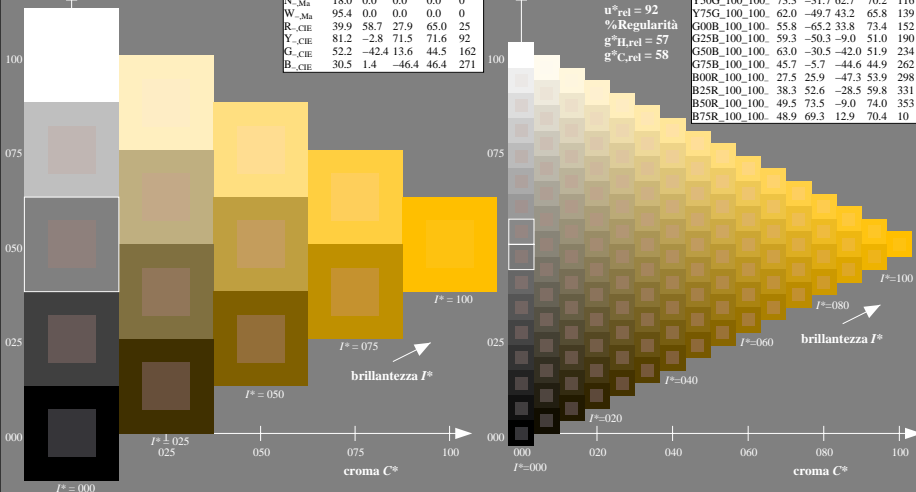 N–,Ma 18.0 0.0 0.0 0.0 0
W–,Ma 95.4 0.0 0.0 0.0 0
R–,CIE 39.9 58.7 27.9 65.0 25
Y–,CIE 81.2 −2.8 71.5 71.6 92
G–,CIE 52.2 −42.4 13.6 44.5 162
B–,CIE 30.5 1.4 −46.4 46.4 271
100
075
050
025
000
I* = 100
I* = 075
I* = 050
I* = 025
I* = 000
brillantezza I*
025
050
075
100
croma C*
u*rel = 92
%Regularità
g*H,rel = 57
g*C,rel = 58
Y50G_100_100– 73.3 −31.7 62.7 70.2 116
Y75G_100_100– 62.0 −49.7 43.2 65.8 139
G00B_100_100– 55.8 −65.2 33.8 73.4 152
G25B_100_100– 59.3 −50.3 −9.0 51.0 190
G50B_100_100– 63.0 −30.5 −42.0 51.9 234
G75B_100_100– 45.7 −5.7 −44.6 44.9 262
B00R_100_100– 27.5 25.9 −47.3 53.9 298
B25R_100_100– 38.3 52.6 −28.5 59.8 331
B50R_100_100– 49.5 73.5 −9.0 74.0 353
B75R_100_100– 48.9 69.3 12.9 70.4 10
100
075
050
025
000
I*=100
I*=080
I*=060
I*=040
I*=020
I*=000
brillantezza I*
000
020
040
060
080
100
croma C*